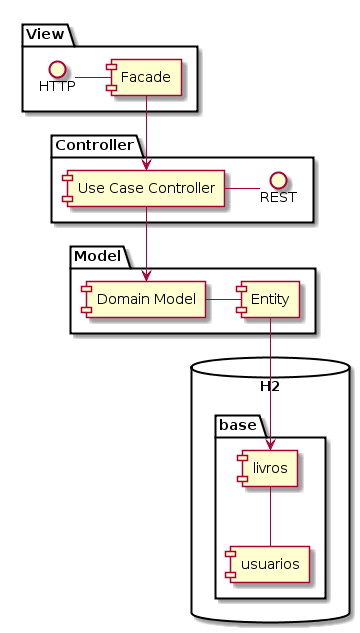 View
HTTP
Facade
Controller
Use Case Controller
REST
Model
Domain Model
Entity
H2
base
livros
usuarios